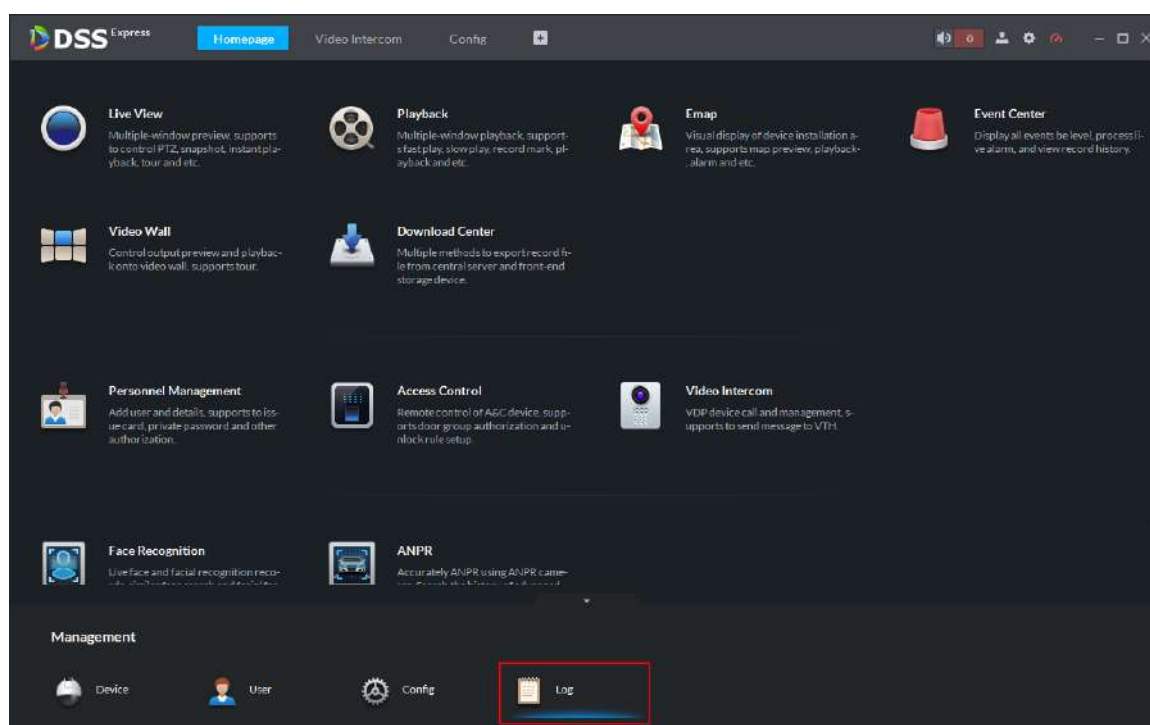 DSS Express
Homepage
Video Intercom
Config
0
Live View
Multiple-window preview, supports
to control PTZ, snapshot, instant pla-
yback, tour and etc.
Playback
Multiple-window playback, support-
s fast play, slow play, record mark, pl-
ayback and etc.
Emap
Visual display of device installation a-
rea, supports map preview, playback-
, alarm and etc.
Event Center
Display all events be level, process li-
ve alarm, and view record history.
Video Wall
Control output preview and playbac-
k onto video wall, supports tour.
Download Center
Multiple methods to export record fi-
le from central server and front-end
storage device.
Personnel Management
Add user and details, supports to iss-
ue card, private password and other
authorization.
Access Control
Remote control of A&C device, supp-
orts door group authorization and u-
nlock rule setup.
Video Intercom
VDP device call and management, s-
upports to send message to VTH.
Face Recognition
Live face and facial recognition reco-
ANPR
Accurately ANPR using ANPR came-
Management
Device
User
Config
Log